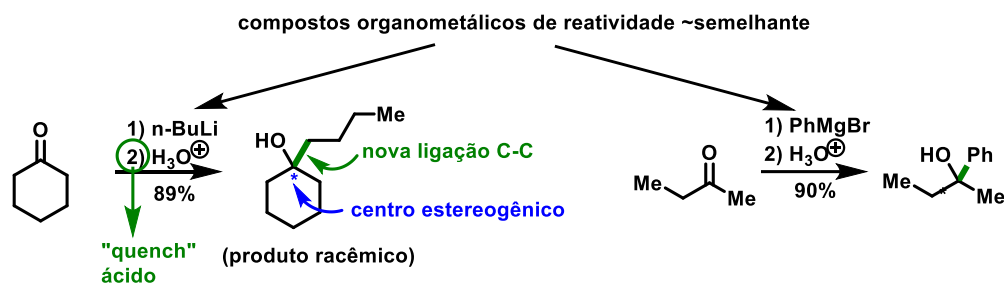 compostos organometálicos de reatividade ~semelhante
O
1) n-BuLi
2) H3O⊕
89%
"quench"
ácido
HO
Me
nova ligação C-C
*
centro estereogênico
(produto racêmico)
O
Me
Me
1) PhMgBr
2) H3O⊕
90%
HO
Ph
Me
Me
*